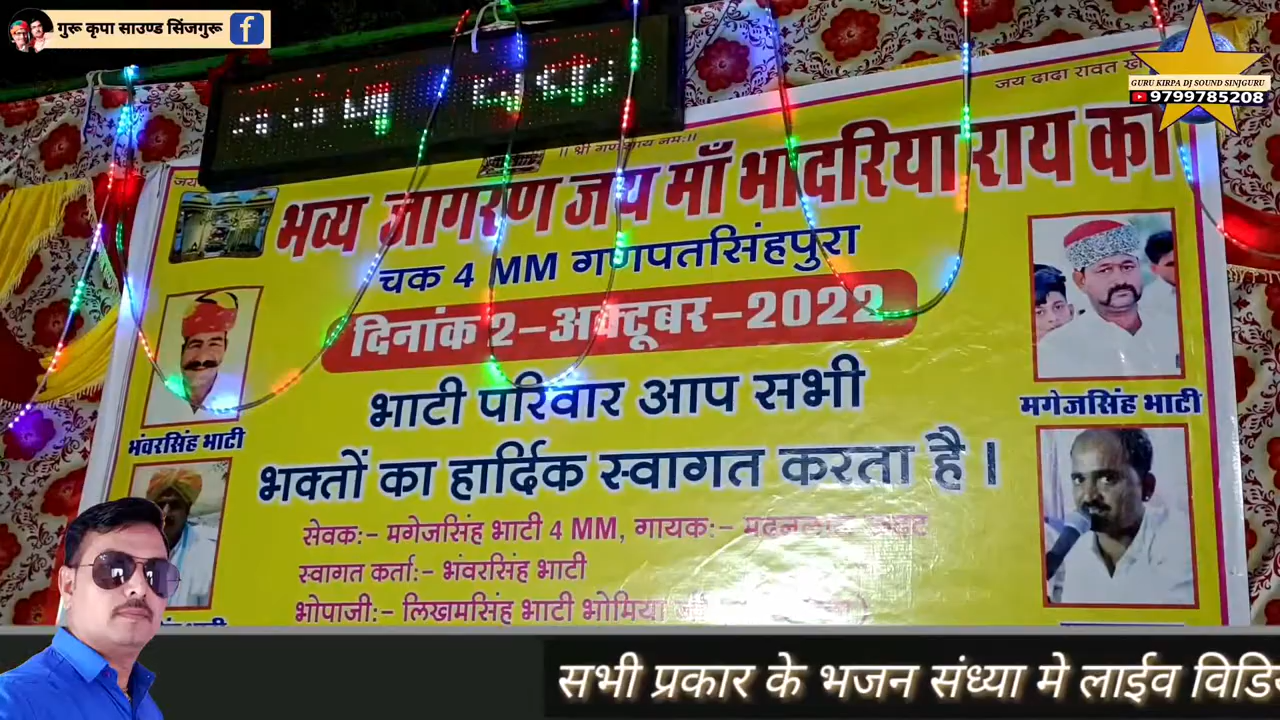 गुरू कृपा साउण्ड सिंजगुरू
GURU KIRPA DJ SOUND SINJGURU
9799785208
जय दादा रावत
।। श्री गणेशाय नमः।।
भव्य जागरण जय माँ भादरियाराय का
चक 4 MM गणपतसिंहपुरा
दिनांक 2-अक्टूबर-2022
भाटी परिवार आप सभी
भक्तों का हार्दिक स्वागत करता है।
भंवरसिंह भाटी
मगेजसिंह भाटी
सेवक:- मगेजसिंह भाटी 4 MM, गायक:-
स्वागत कर्ता:- भंवरसिंह भाटी
भोपाजी:- लिखमसिंह भाटी भोमिया
सभी प्रकार के भजन संध्या मे लाईव